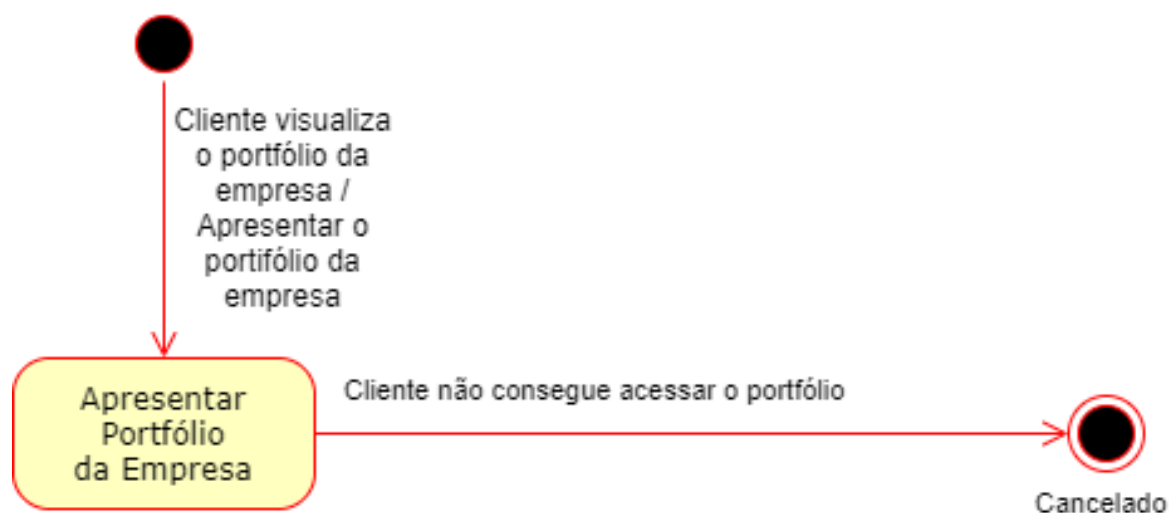 Cliente visualiza
o portfólio da
empresa /
Apresentar o
portifólio da
empresa
Apresentar
Portfólio
da Empresa
Cliente não consegue acessar o portfólio
Cancelado